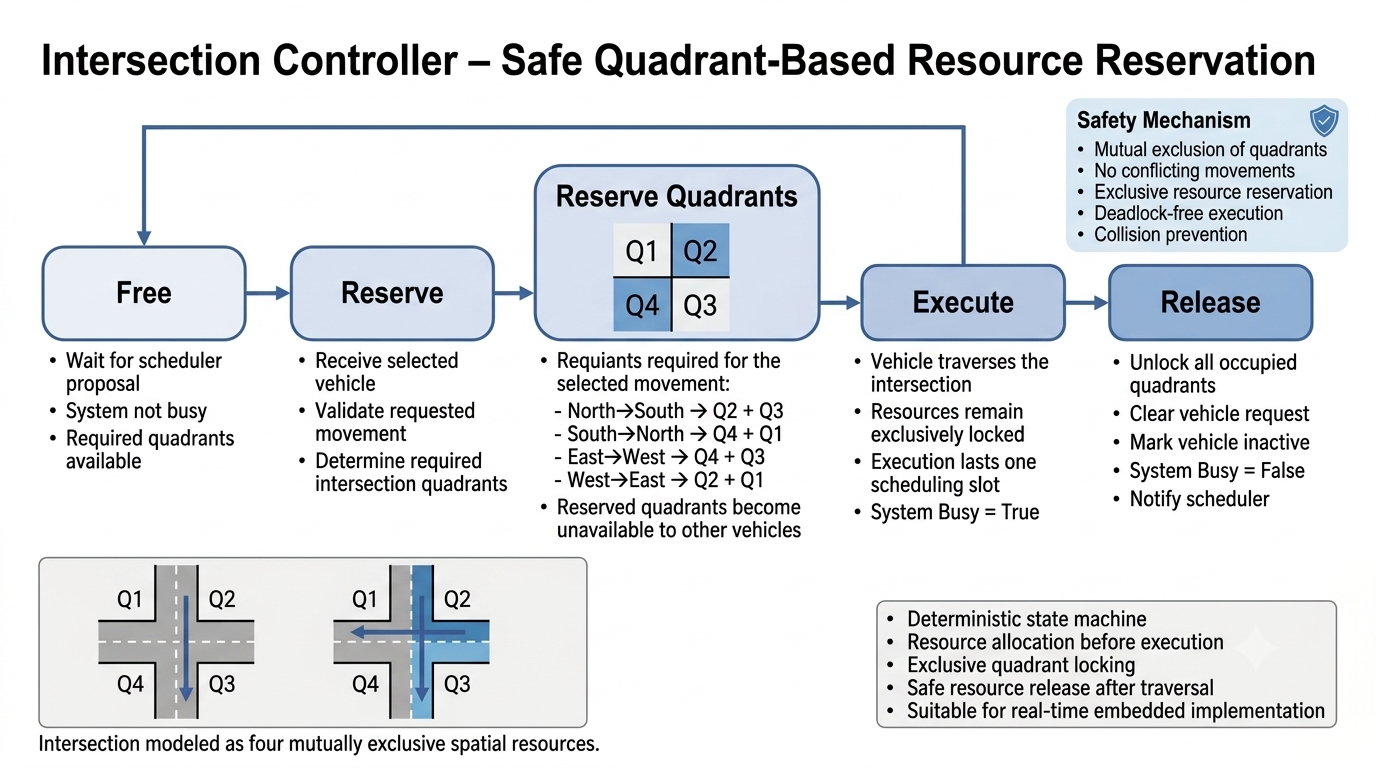 Intersection Controller – Safe Quadrant-Based Resource Reservation
Safety Mechanism
• Mutual exclusion of quadrants
• No conflicting movements
• Exclusive resource reservation
• Deadlock-free execution
• Collision prevention
Free
• Wait for scheduler
proposal
• System not busy
• Required quadrants
available
Reserve
• Receive selected
vehicle
• Validate requested
movement
• Determine required
intersection quadrants
Reserve Quadrants
Q1 Q2
Q4 Q3
• Requiants required for the
selected movement:
- North→South → Q2 + Q3
- South→North → Q4 + Q1
- East→West → Q4 + Q3
- West→East → Q2 + Q1
• Reserved quadrants become
unavailable to other vehicles
Execute
• Vehicle traverses the
intersection
• Resources remain
exclusively locked
• Execution lasts one
scheduling slot
• System Busy = True
Release
• Unlock all occupied
quadrants
• Clear vehicle request
• Mark vehicle inactive
• System Busy = False
• Notify scheduler
Q1 Q2
Q4 Q3
Q1 Q2
Q4 Q3
Intersection modeled as four mutually exclusive spatial resources.
• Deterministic state machine
• Resource allocation before execution
• Exclusive quadrant locking
• Safe resource release after traversal
• Suitable for real-time embedded implementation